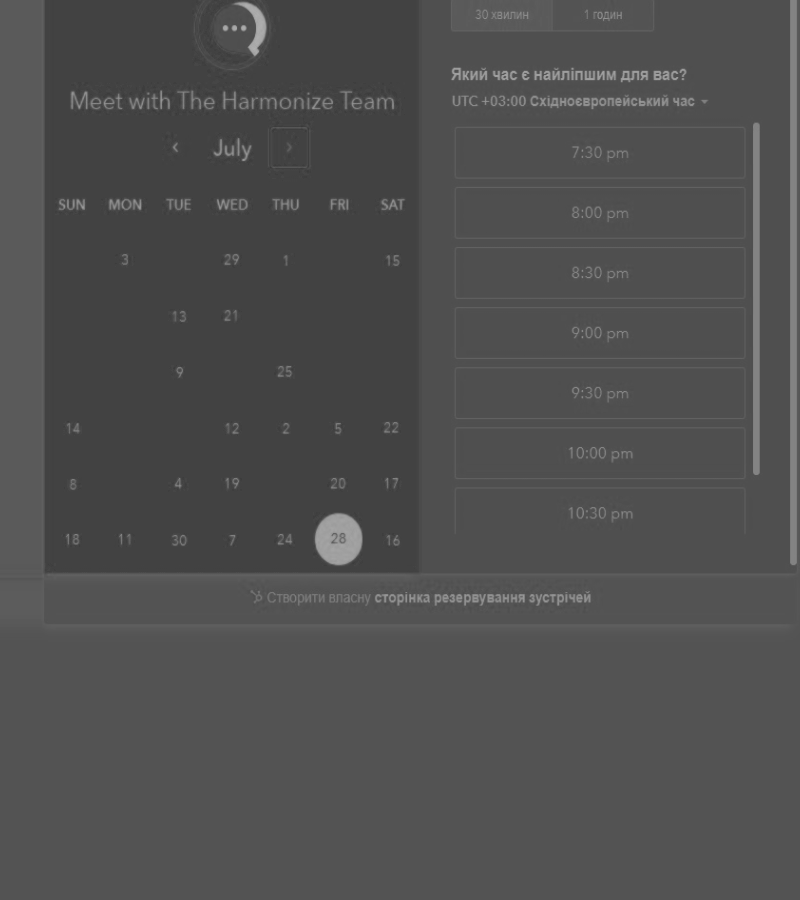 30 хвилин 1 годин
Meet with The Harmonize Team
July
SUN MON TUE WED THU FRI SAT
3 29 1 15
13 21
9 25
14 12 2 5 22
8 4 19 20 17
18 11 30 7 24 28 16
Який час є найліпшим для вас?
UTC +03:00 Східноєвропейський час
7:30 pm
8:00 pm
8:30 pm
9:00 pm
9:30 pm
10:00 pm
10:30 pm
Створити власну сторінка резервування зустрічей